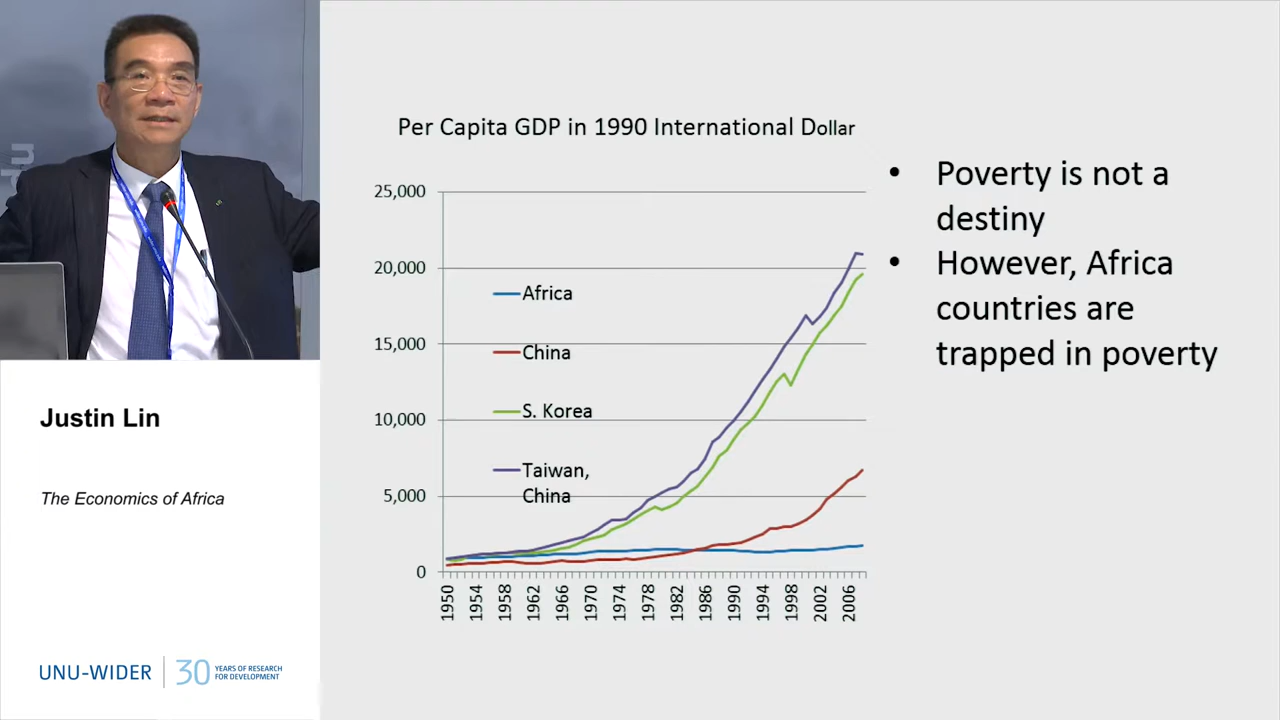 Per Capita GDP in 1990 International Dollar
25,000
20,000
15,000
10,000
5,000
0
Africa
China
S. Korea
Taiwan,
China
1950
1954
1958
1962
1966
1970
1974
1978
1982
1986
1990
1994
1998
2002
2006
• Poverty is not a
destiny
• However, Africa
countries are
trapped in poverty
Justin Lin
The Economics of Africa
UNU-WIDER
30 YEARS OF RESEARCH
FOR DEVELOPMENT